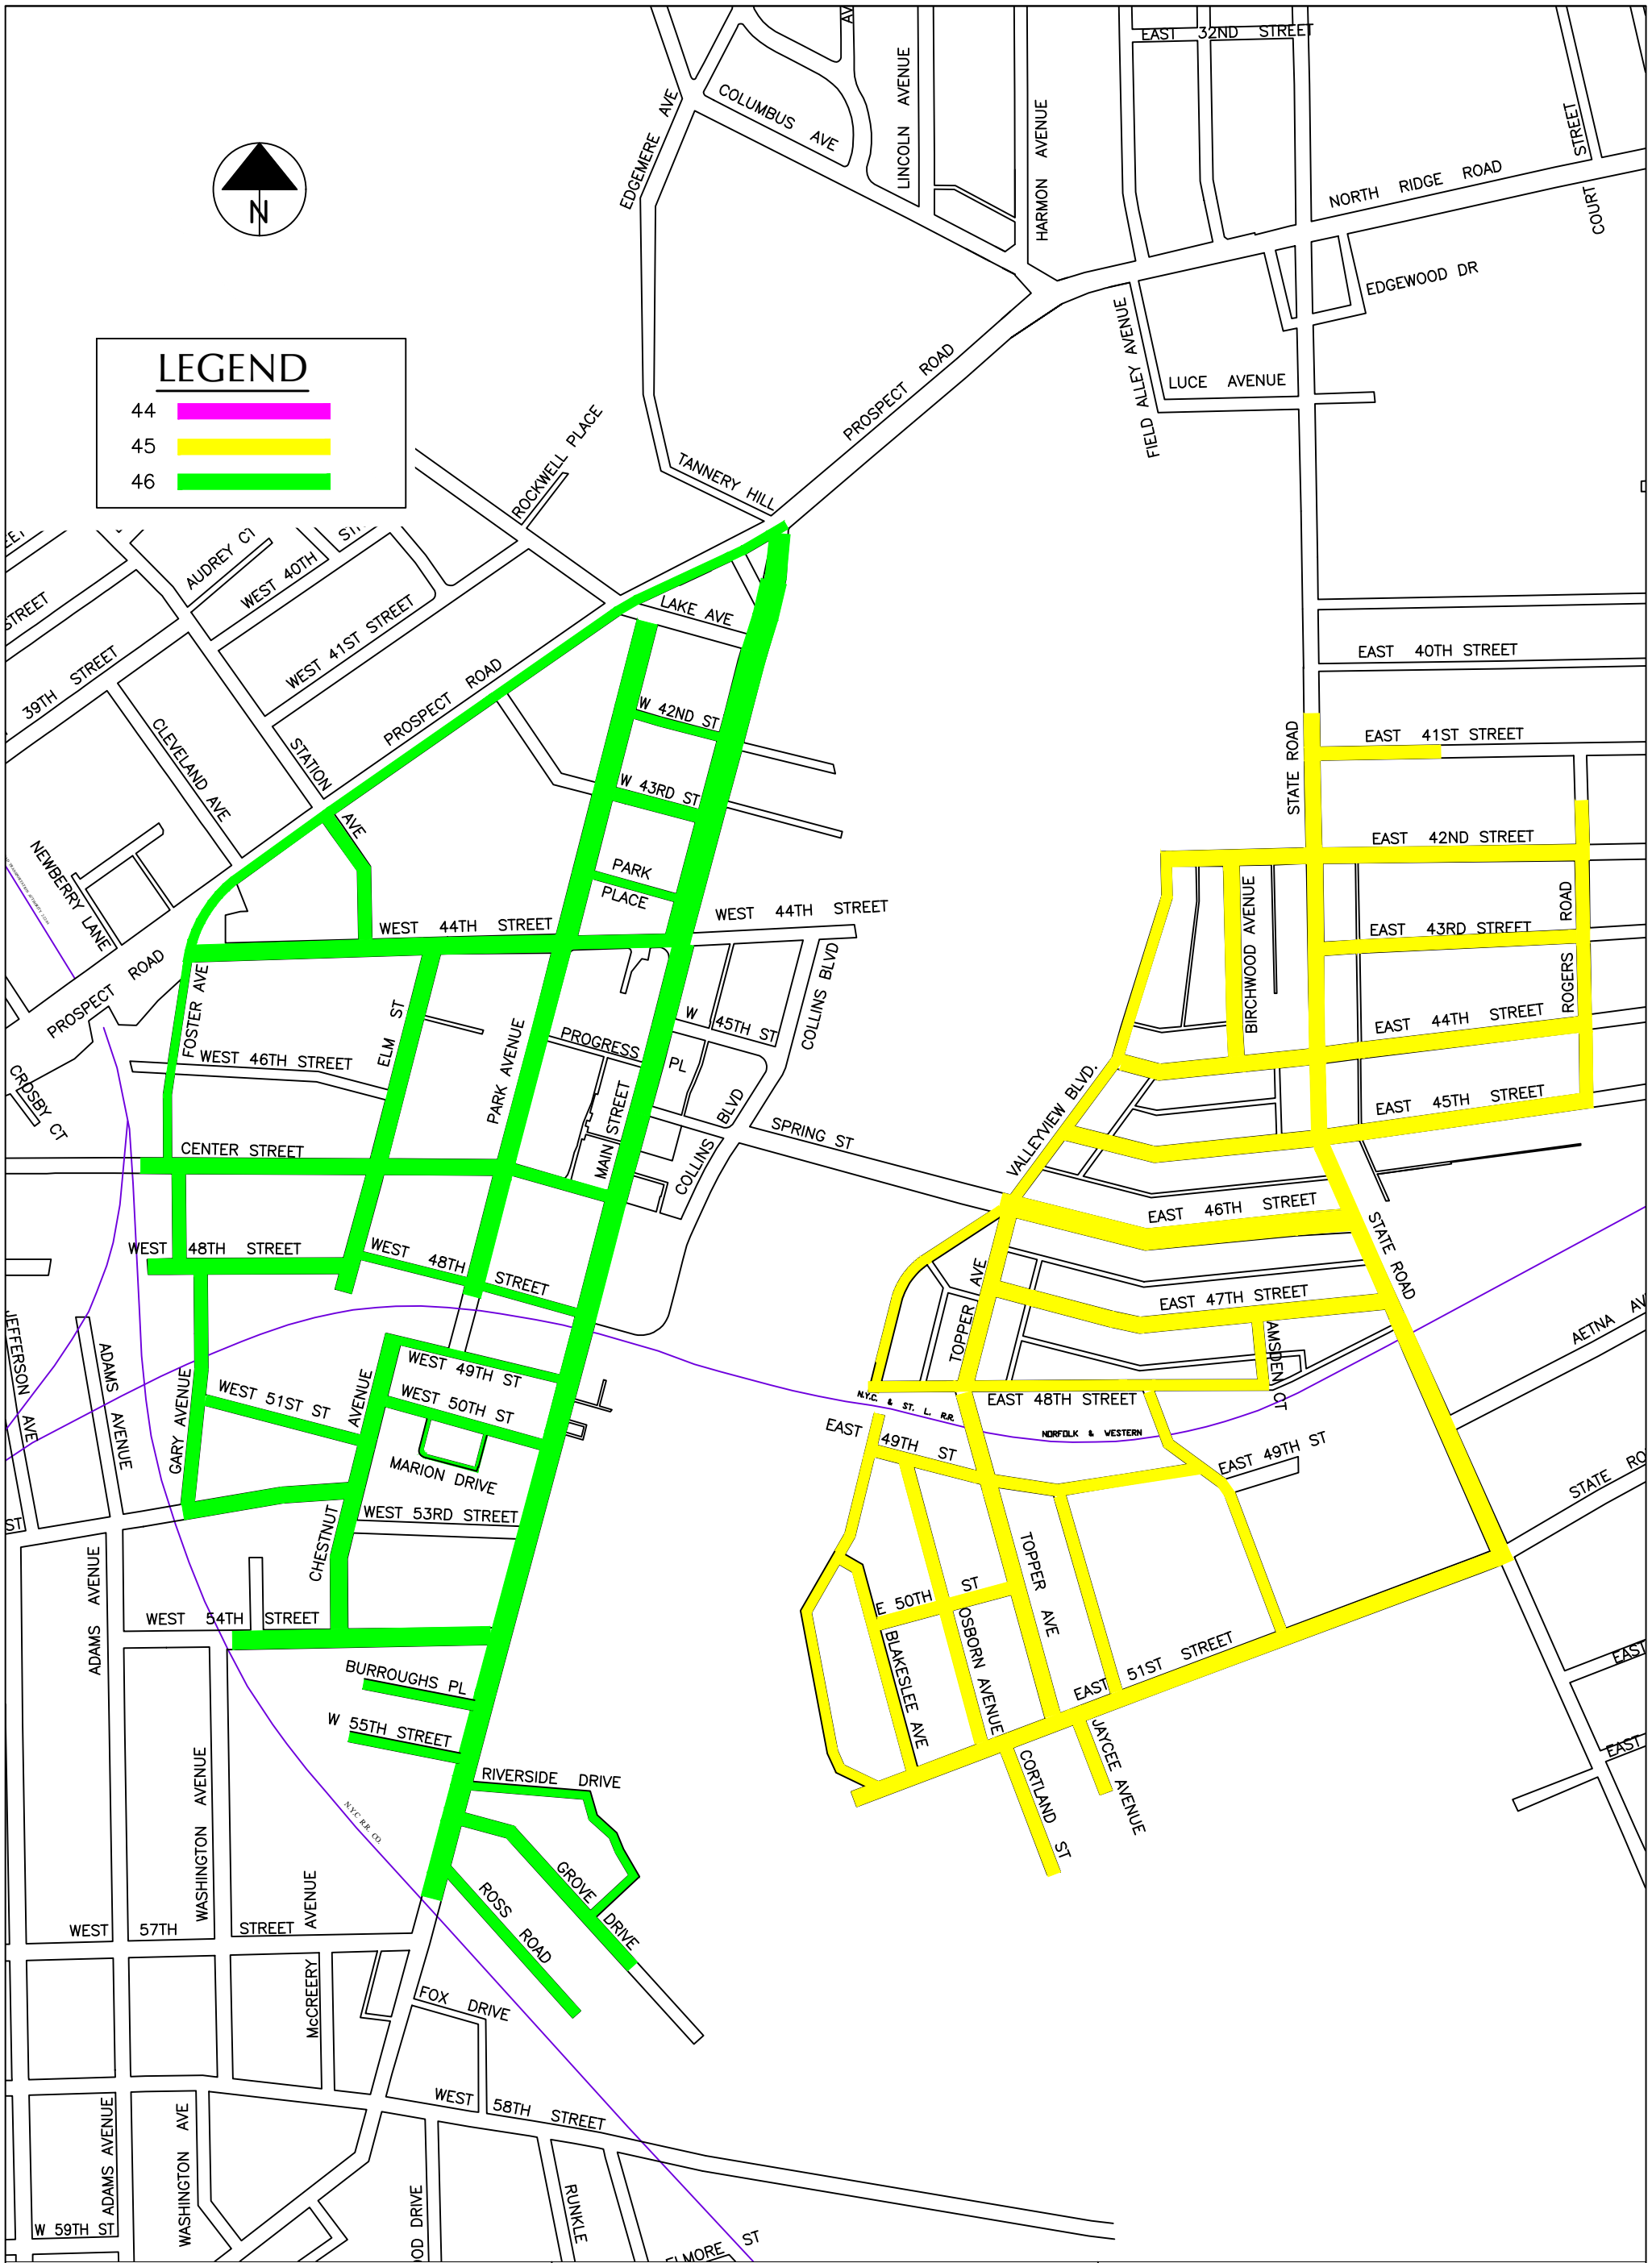 EAST 32ND STREET
AV
LINCOLN AVENUE
HARMON AVENUE
COLUMBUS AVE
EDGEMERE AVE
STREET
COURT
NORTH RIDGE ROAD
EDGEWOOD DR
N
FIELD ALLEY AVENUE
LUCE AVENUE
PROSPECT ROAD
LEGEND
44
45
46
ROCKWELL PLACE
TANNERY HILL
AUDREY CT
WEST 40TH
ST
STREET
WEST 41ST STREET
LAKE AVE
39TH STREET
PROSPECT ROAD
CLEVELAND AVE
STATION
AVE
W 42ND ST
W 43RD ST
EAST 40TH STREET
STATE ROAD
EAST 41ST STREET
EAST 42ND STREET
NEWBERRY LANE
PARK
PLACE
WEST 44TH STREET
WEST 44TH STREET
BIRCHWOOD AVENUE
EAST 43RD STREET
ROGERS ROAD
PROSPECT ROAD
FOSTER AVE
ELM ST
PARK AVENUE
PROGRESS PL
W 45TH ST
COLLINS BLVD
EAST 44TH STREET
CROSBY CT
WEST 46TH STREET
MAIN STREET
COLLINS BLVD
VALLEYVIEW BLVD.
EAST 45TH STREET
CENTER STREET
SPRING ST
EAST 46TH STREET
STATE ROAD
WEST 48TH STREET
WEST 48TH STREET
TOPPER AVE
EAST 47TH STREET
AMSDEN CT
AETNA AV
JEFFERSON AVE
ADAMS AVENUE
GARY AVENUE
WEST 51ST ST
AVENUE
WEST 49TH ST
WEST 50TH ST
N.Y.C. & ST. L. R.R.
EAST 48TH STREET
NORFOLK & WESTERN
EAST 49TH ST
EAST 49TH ST
MARION DRIVE
STATE RO
ST
WEST 53RD STREET
CHESTNUT
TOPPER AVE
ADAMS AVENUE
E 50TH ST
WEST 54TH STREET
OSBORN AVENUE
BLAKESLEE AVE
EAST 51ST STREET
EAST
BURROUGHS PL
W 55TH STREET
JAYCEE AVENUE
EAST
WASHINGTON AVENUE
RIVERSIDE DRIVE
CORTLAND ST
N.Y.C. R.R. CO.
GROVE DRIVE
ROSS ROAD
WEST 57TH STREET
McCREERY AVENUE
FOX DRIVE
WEST 58TH STREET
ADAMS AVENUE
WASHINGTON AVE
W 59TH ST
OOD DRIVE
RUNKLE
ELMORE ST